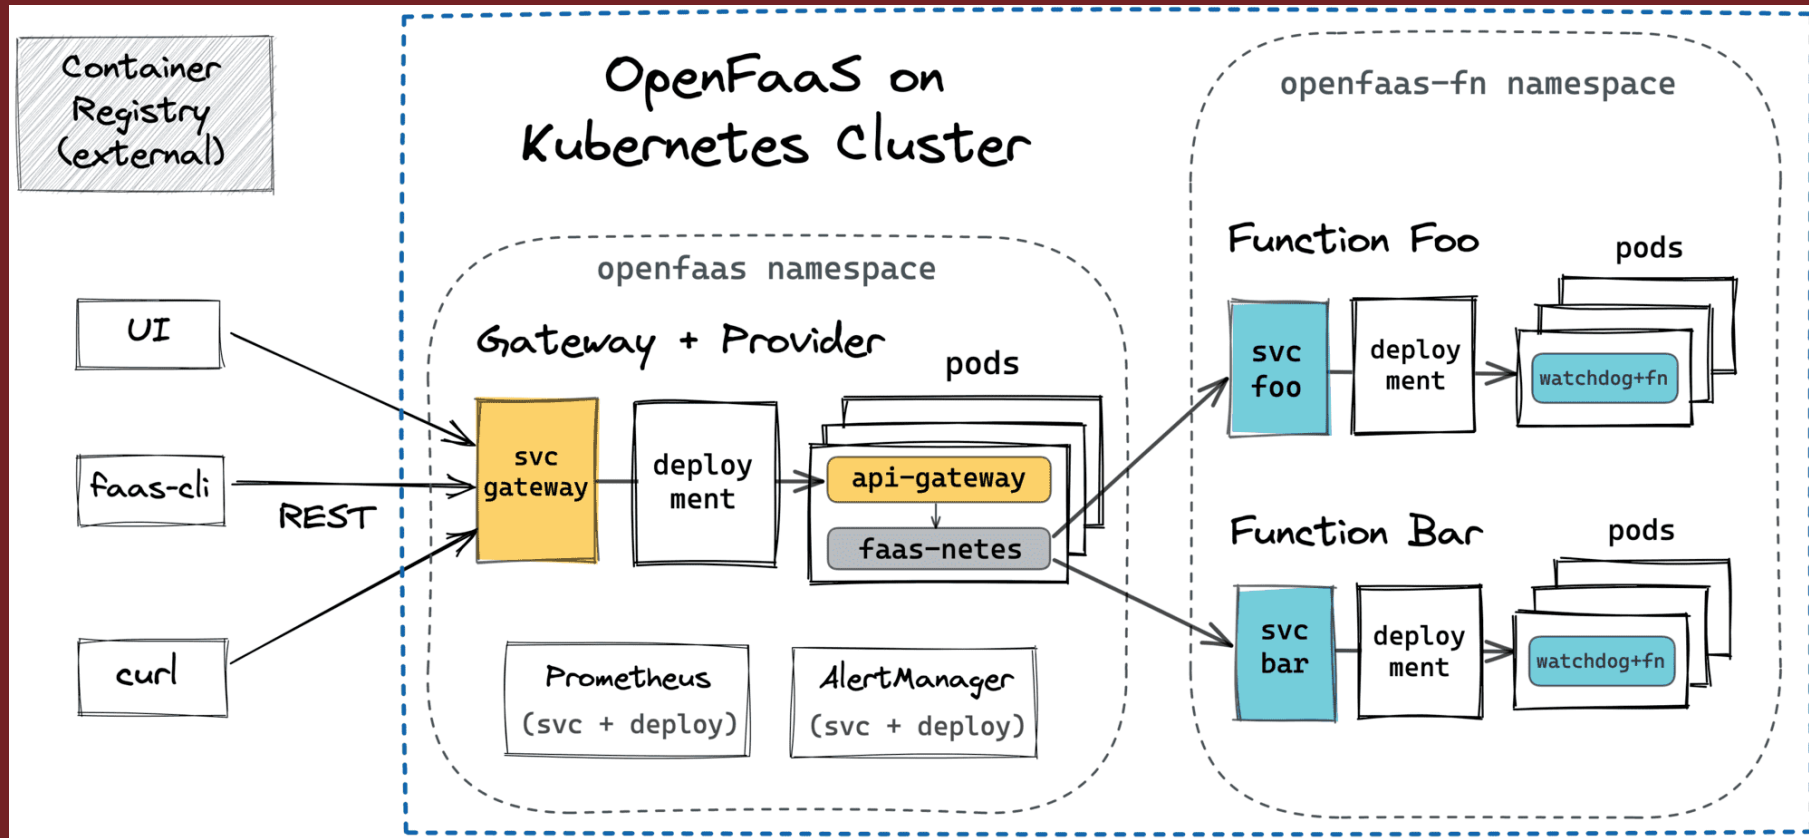 Container
Registry
(external)
OpenFaaS on
Kubernetes Cluster
openfaas-fn namespace
openfaas namespace
Gateway + Provider
pods
UI
faas-cli
REST
curl
svc
gateway
deploy
ment
api-gateway
faas-netes
Prometheus
(svc + deploy)
AlertManager
(svc + deploy)
Function Foo
pods
svc
foo
deploy
ment
watchdog+fn
Function Bar
pods
svc
bar
deploy
ment
watchdog+fn